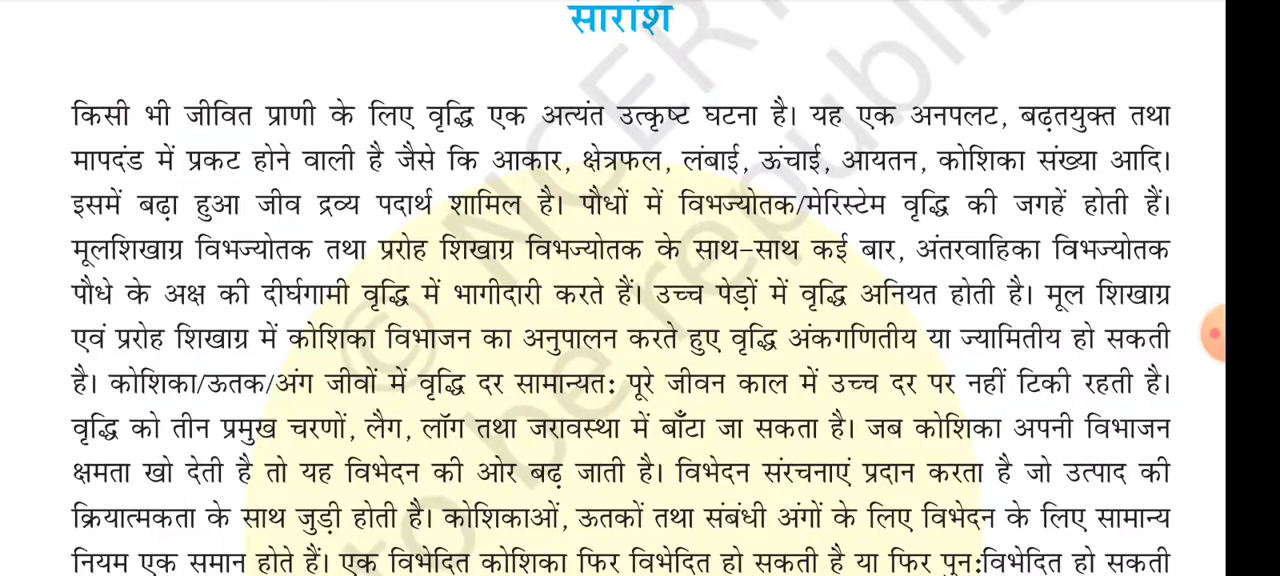 सारांश
किसी भी जीवित प्राणी के लिए वृद्धि एक अत्यंत उत्कृष्ट घटना है। यह एक अनपलट, बढ़तयुक्त तथा
मापदंड में प्रकट होने वाली है जैसे कि आकार, क्षेत्रफल, लंबाई, ऊंचाई, आयतन, कोशिका संख्या आदि।
इसमें बढ़ा हुआ जीव द्रव्य पदार्थ शामिल है। पौधों में विभज्योतक/मेरिस्टेम वृद्धि की जगहें होती हैं।
मूलशिखाग्र विभज्योतक तथा प्ररोह शिखाग्र विभज्योतक के साथ-साथ कई बार, अंतरवाहिका विभज्योतक
पौधे के अक्ष की दीर्घगामी वृद्धि में भागीदारी करते हैं। उच्च पेड़ों में वृद्धि अनियत होती है। मूल शिखाग्र
एवं प्ररोह शिखाग्र में कोशिका विभाजन का अनुपालन करते हुए वृद्धि अंकगणितीय या ज्यामितीय हो सकती
है। कोशिका/ऊतक/अंग जीवों में वृद्धि दर सामान्यत: पूरे जीवन काल में उच्च दर पर नहीं टिकी रहती है।
वृद्धि को तीन प्रमुख चरणों, लैग, लॉग तथा जरावस्था में बाँटा जा सकता है। जब कोशिका अपनी विभाजन
क्षमता खो देती है तो यह विभेदन की ओर बढ़ जाती है। विभेदन संरचनाएं प्रदान करता है जो उत्पाद की
क्रियात्मकता के साथ जुड़ी होती है। कोशिकाओं, ऊतकों तथा संबंधी अंगों के लिए विभेदन के लिए सामान्य
नियम एक समान होते हैं। एक विभेदित कोशिका फिर विभेदित हो सकती है या फिर पुन:विभेदित हो सकती
© NCERT
to be republis